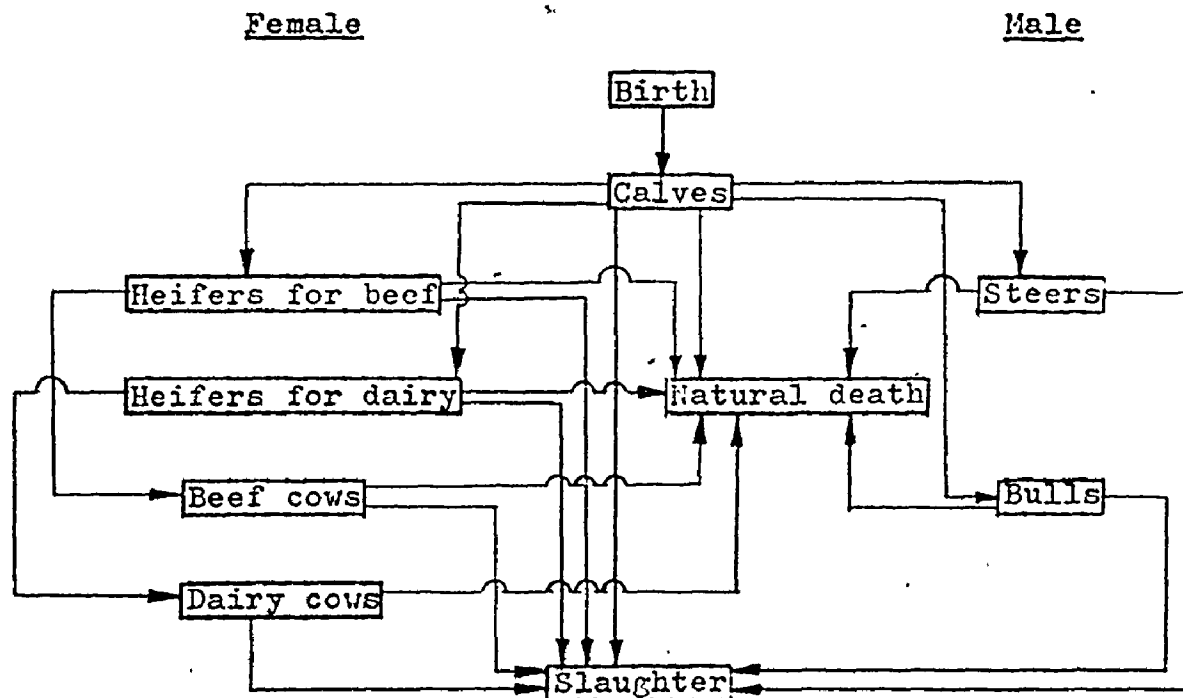 Female Male
Birth
Calves
Heifers for beef Steers
Heifers for dairy Natural death
Beef cows Bulls
Dairy cows
Slaughter